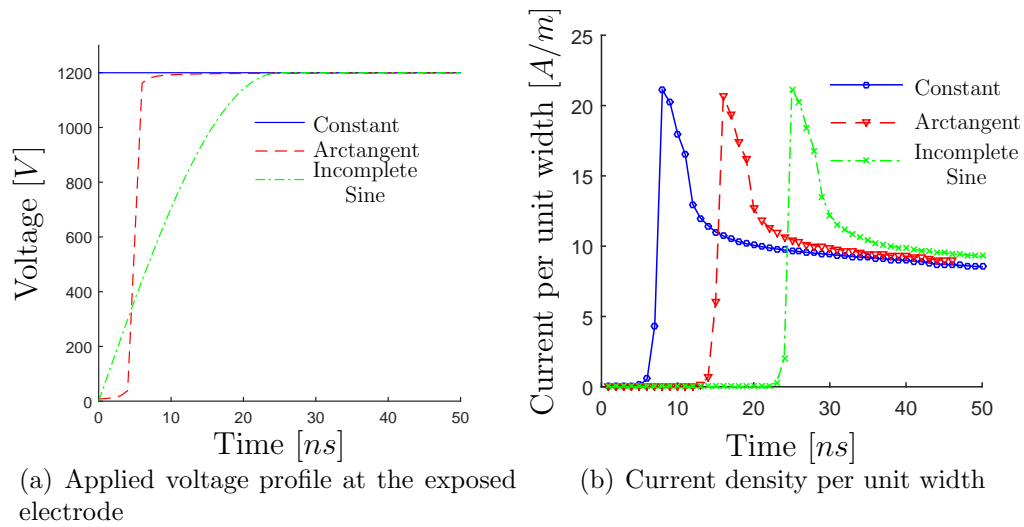 Voltage [V]
1200
1000
800
600
400
200
0
0 10 20 30 40 50
Time [ns]
Constant
Arctangent
Incomplete
Sine
(a) Applied voltage profile at the exposed
electrode
Current per unit width [A/m]
25
20
15
10
5
0
0 10 20 30 40 50
Time [ns]
Constant
Arctangent
Incomplete
Sine
(b) Current density per unit width